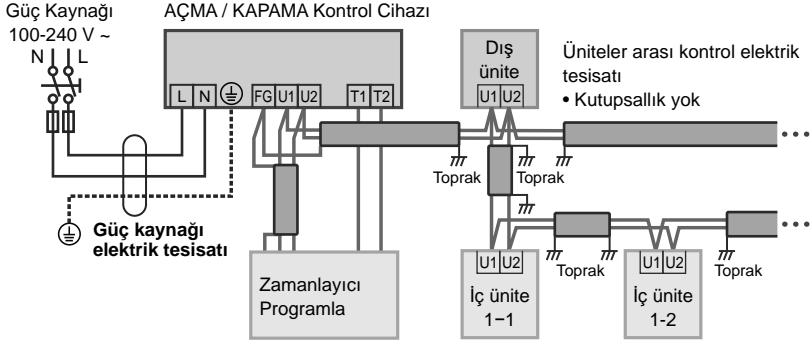 Güç Kaynağı
100-240 V ~
N L
AÇMA / KAPAMA Kontrol Cihazı
L N FG U1 U2 T1 T2
Dış
ünite
U1 U2
Üniteler arası kontrol elektrik
tesisatı
• Kutupsallık yok
Toprak
Toprak
Güç kaynağı
elektrik tesisatı
Zamanlayıcı
Programla
U1 U2
İç ünite
1−1
Toprak
U1 U2
İç ünite
1-2
Toprak